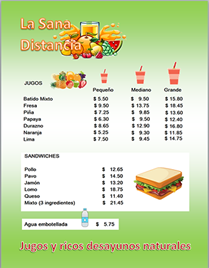 La Sana
Distancia
JUGOS
Pequeño Mediano Grande
Batido Mixto $ 5.50 $ 9.50 $ 15.80
Fresa $ 9.50 $ 13.75 $ 18.45
Piña $ 7.25 $ 9.85 $ 13.45
Papaya $ 6.30 $ 9.50 $ 12.40
Durazno $ 8.65 $ 12.90 $ 16.80
Naranja $ 5.25 $ 9.30 $ 11.85
Lima $ 7.50 $ 9.45 $ 14.75
SANDWICHES
Pollo $ 12.65
Pavo $ 14.50
Jamón $ 13.20
Lomo $ 18.75
Queso $ 11.40
Mixto (3 ingredientes) $ 21.45
Agua embotellada $ 5.75
Jugos y ricos desayunos naturales